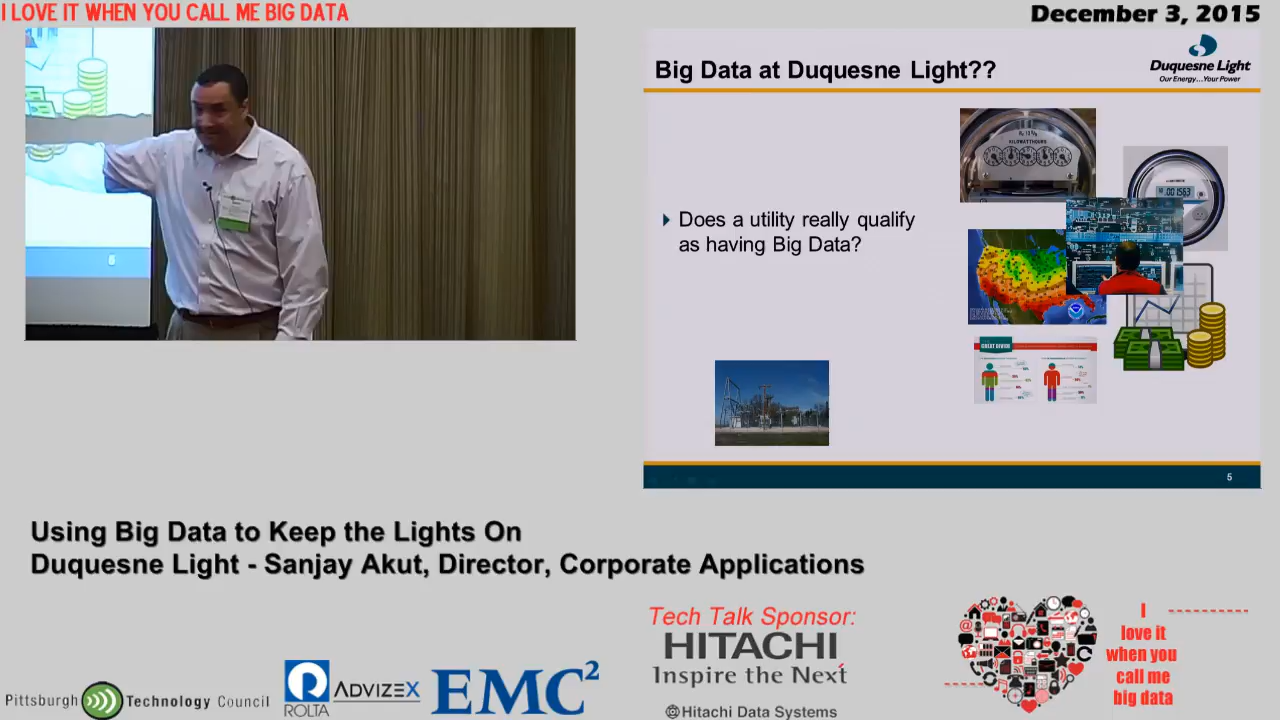 I LOVE IT WHEN YOU CALL ME BIG DATA
December 3, 2015
Big Data at Duquesne Light??
Duquesne Light
Our Energy...Your Power
KILOWATTHOURS
001563
Does a utility really qualify
as having Big Data?
GREAT DIVIDE
5
Using Big Data to Keep the Lights On
Duquesne Light - Sanjay Akut, Director, Corporate Applications
Tech Talk Sponsor:
HITACHI
Inspire the Next
Hitachi Data Systems
Pittsburgh Technology Council
ROLTA
ADVIZEX
EMC²
I
love it
when you
call me
big data